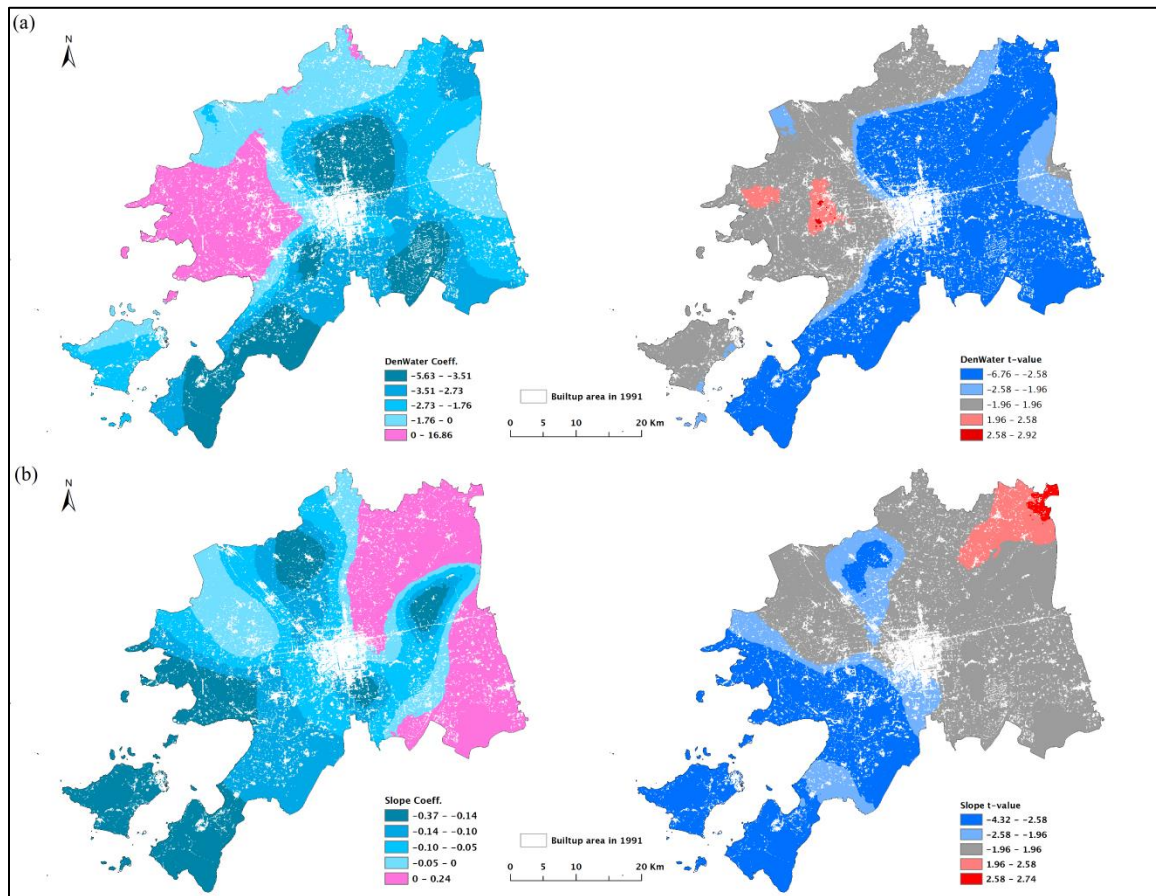 (a)
N
N
DenWater Coeff.
-5.63 - -3.51
-3.51 - -2.73
-2.73 - -1.76
-1.76 - 0
0 - 16.86
Builtup area in 1991
0 5 10 20 Km
DenWater t-value
-6.76 - -2.58
-2.58 - -1.96
-1.96 - 1.96
1.96 - 2.58
2.58 - 2.92
(b)
Slope Coeff.
-0.37 - -0.14
-0.14 - -0.10
-0.10 - -0.05
-0.05 - 0
0 - 0.24
Builtup area in 1991
0 5 10 20 Km
Slope t-value
-4.32 - -2.58
-2.58 - -1.96
-1.96 - 1.96
1.96 - 2.58
2.58 - 2.74